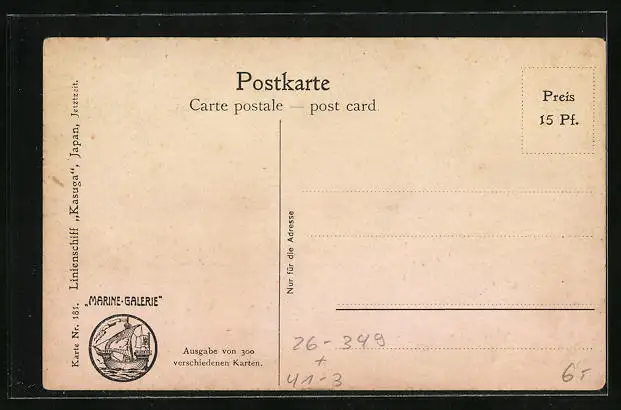 Postkarte
Carte postale — post card
Preis
15 Pf.
Karte Nr. 181. Linienschiff „Kasuga“, Japan, Jetztzeit.
Nur für die Adresse
„MARINE-GALERIE“
Ausgabe von 300
verschiedenen Karten.
26-349
+
41-3
6,-